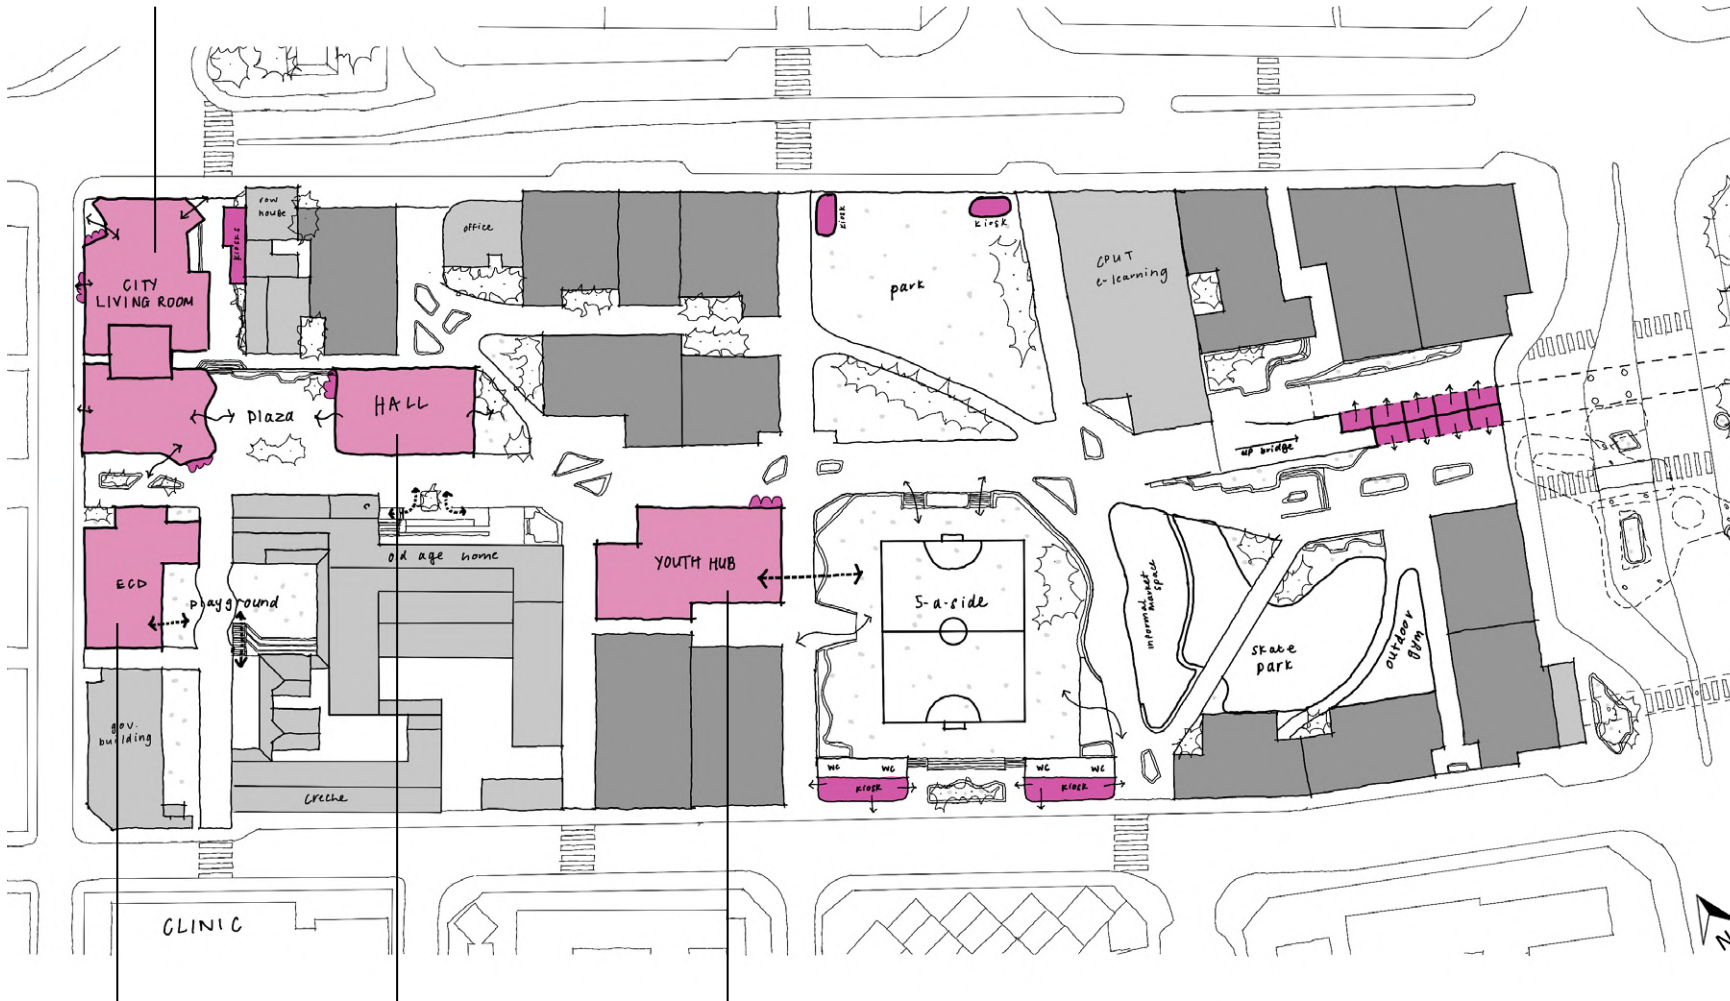 row
house
KIOSKS
office
KIOSK
KIOSK
park
CPUT
e-learning
CITY
LIVING ROOM
plaza
HALL
up bridge
old age home
ECD
playground
YOUTH HUB
5-a-side
informal
market
space
skate
park
outdoor
gym
gov.
building
creche
WC
WC
WC
WC
KIOSK
KIOSK
CLINIC
N